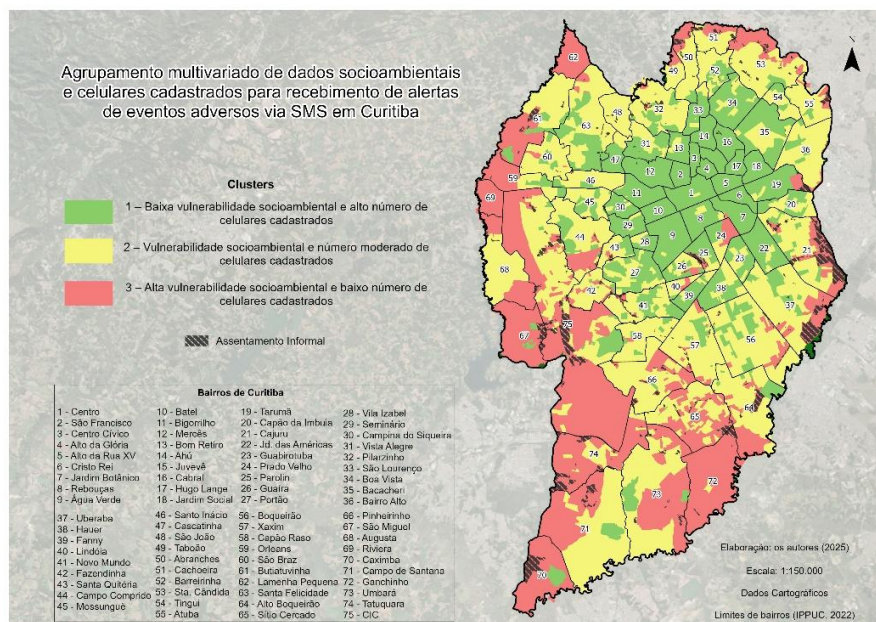 Agrupamento multivariado de dados socioambientais
e celulares cadastrados para recebimento de alertas
de eventos adversos via SMS em Curitiba
Clusters
1 – Baixa vulnerabilidade socioambiental e alto número de
celulares cadastrados
2 – Vulnerabilidade socioambiental e número moderado de
celulares cadastrados
3 – Alta vulnerabilidade socioambiental e baixo número de
celulares cadastrados
Assentamento Informal
Bairros de Curitiba
1 - Centro
2 - São Francisco
3 - Centro Cívico
4 - Alto da Glória
5 - Alto da Rua XV
6 - Cristo Rei
7 - Jardim Botânico
8 - Rebouças
9 - Água Verde
10 - Batel
11 - Bigorrilho
12 - Mercês
13 - Bom Retiro
14 - Ahú
15 - Juvevê
16 - Cabral
17 - Hugo Lange
18 - Jardim Social
19 - Tarumã
20 - Capão da Imbuia
21 - Cajuru
22 - Jd. das Américas
23 - Guabirotuba
24 - Prado Velho
25 - Parolin
26 - Guaíra
27 - Portão
28 - Vila Izabel
29 - Seminário
30 - Campina do Siqueira
31 - Vista Alegre
32 - Pilarzinho
33 - São Lourenço
34 - Boa Vista
35 - Bacacheri
36 - Bairro Alto
37 - Uberaba
38 - Hauer
39 - Fanny
40 - Lindóia
41 - Novo Mundo
42 - Fazendinha
43 - Santa Quitéria
44 - Campo Comprido
45 - Mossunguê
46 - Santo Inácio
47 - Cascatinha
48 - São João
49 - Taboão
50 - Abranches
51 - Cachoeira
52 - Barreirinha
53 - Sta. Cândida
54 - Tingui
55 - Atuba
56 - Boqueirão
57 - Xaxim
58 - Capão Raso
59 - Orleans
60 - São Braz
61 - Butiatuvinha
62 - Lamenha Pequena
63 - Santa Felicidade
64 - Alto Boqueirão
65 - Sítio Cercado
66 - Pinheirinho
67 - São Miguel
68 - Augusta
69 - Riviera
70 - Caximba
71 - Campo de Santana
72 - Ganchinho
73 - Umbará
74 - Tatuquara
75 - CIC
Elaboração: os autores (2025)
Escala: 1:150.000
Dados Cartográficos
Limites de bairros (IPPUC, 2022)